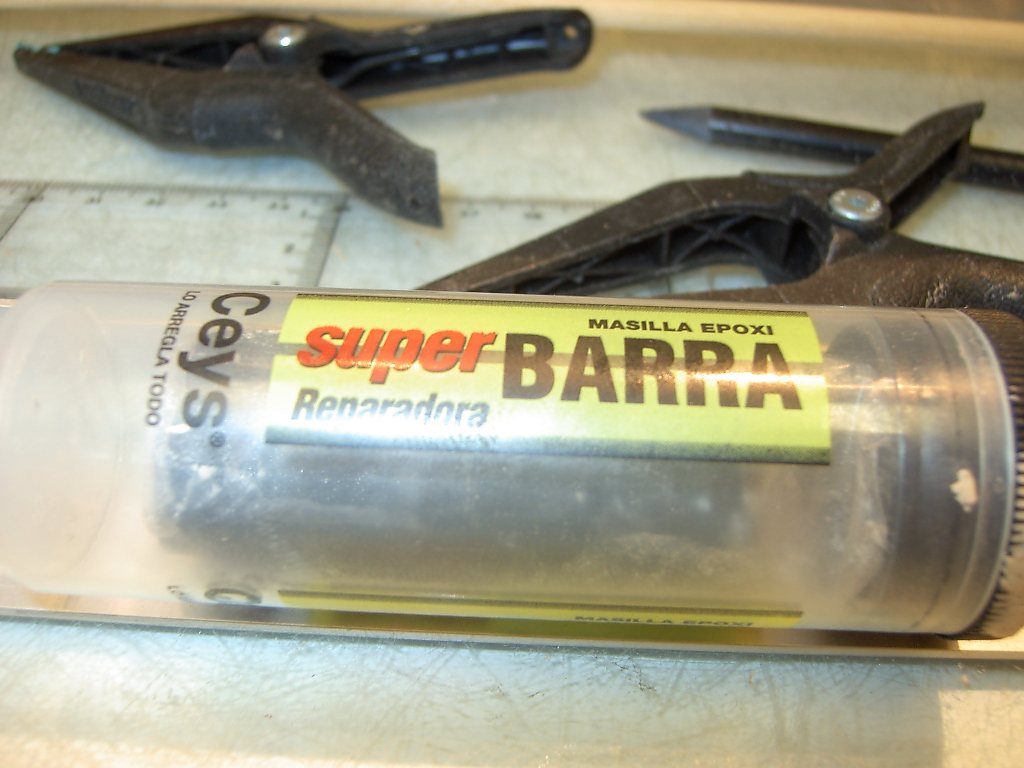 ceys®
LO ARREGLA TODO
MASILLA EPOXI
super BARRA
Reparadora
MASILLA EPOXI